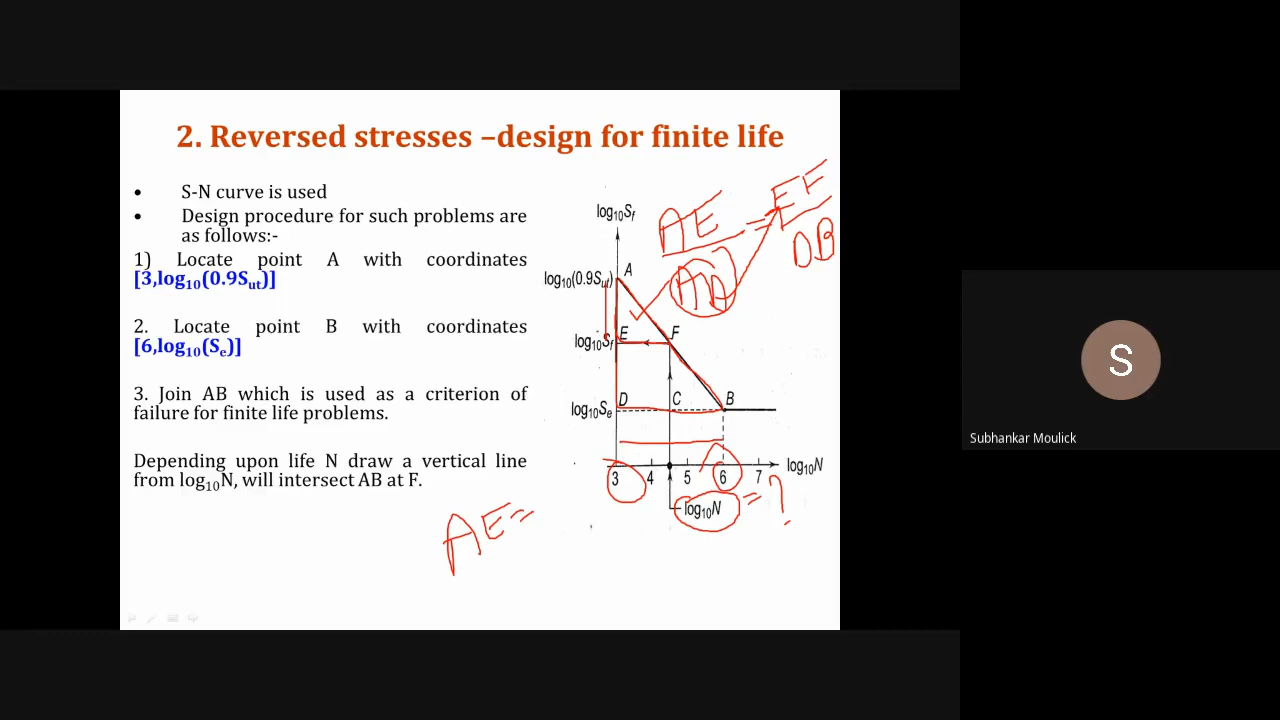 2. Reversed stresses –design for finite life
• S-N curve is used
• Design procedure for such problems are
as follows:-
1) Locate point A with coordinates
[3,log₁₀(0.9Sᵤₜ)]
2. Locate point B with coordinates
[6,log₁₀(Sₑ)]
3. Join AB which is used as a criterion of
failure for finite life problems.
Depending upon life N draw a vertical line
from log₁₀N, will intersect AB at F.
log₁₀S_f
log₁₀(0.9Sᵤₜ) A
log₁₀S_f E F
log₁₀Sₑ D C B
3 4 5 6 7 log₁₀N
log₁₀N = ?
AE = EF
AD DB
AE =
S
Subhankar Moulick